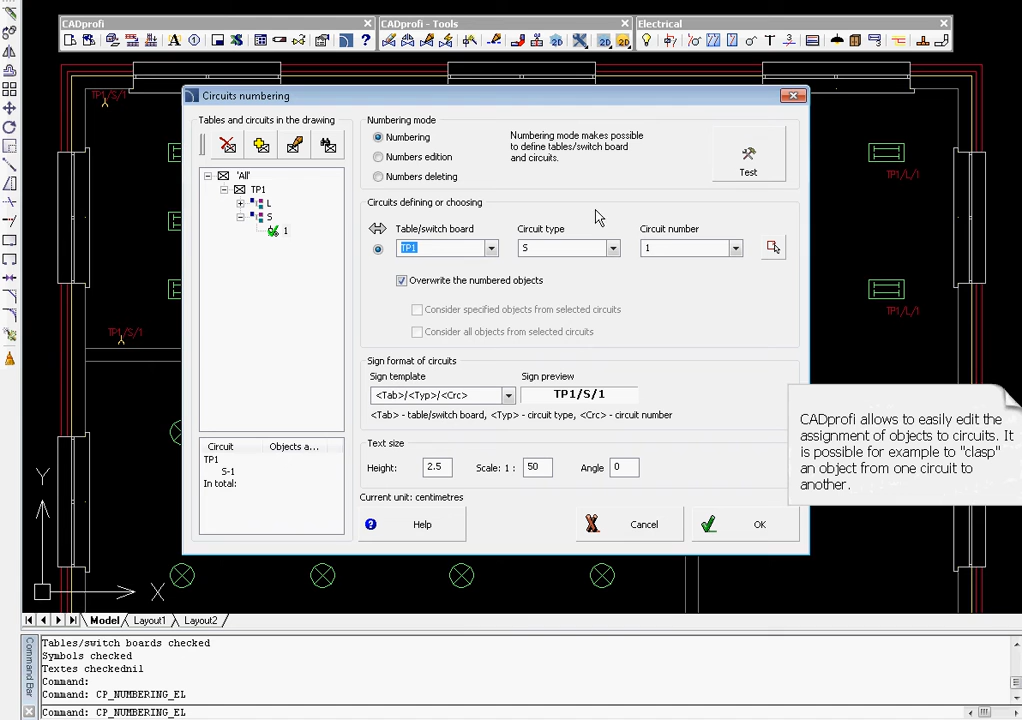 CADprofi
CADprofi - Tools
Electrical
TP1/S/1
Circuits numbering
Tables and circuits in the drawing
'All'
TP1
L
S
1
Circuit Objects a...
TP1
S-1
In total:
Numbering mode
Numbering
Numbers edition
Numbers deleting
Numbering mode makes possible
to define tables/switch board
and circuits.
Test
Circuits defining or choosing
Table/switch board Circuit type Circuit number
TP1 S 1
Overwrite the numbered objects
Consider specified objects from selected circuits
Consider all objects from selected circuits
Sign format of circuits
Sign template Sign preview
<Tab>/<Typ>/<Crc> TP1/S/1
<Tab> - table/switch board, <Typ> - circuit type, <Crc> - circuit number
Text size
Height: 2.5 Scale: 1 : 50 Angle 0
Current unit: centimetres
Help Cancel OK
TP1/L/1
TP1/L/1
TP1/S/1
CADprofi allows to easily edit the
assignment of objects to circuits. It
is possible for example to "clasp"
an object from one circuit to
another.
Y
X
Model Layout1 Layout2
Command Bar
Tables/switch boards checked
Symbols checked
Textes checkednil
Command:
Command: CP_NUMBERING_EL
Command: CP_NUMBERING_EL